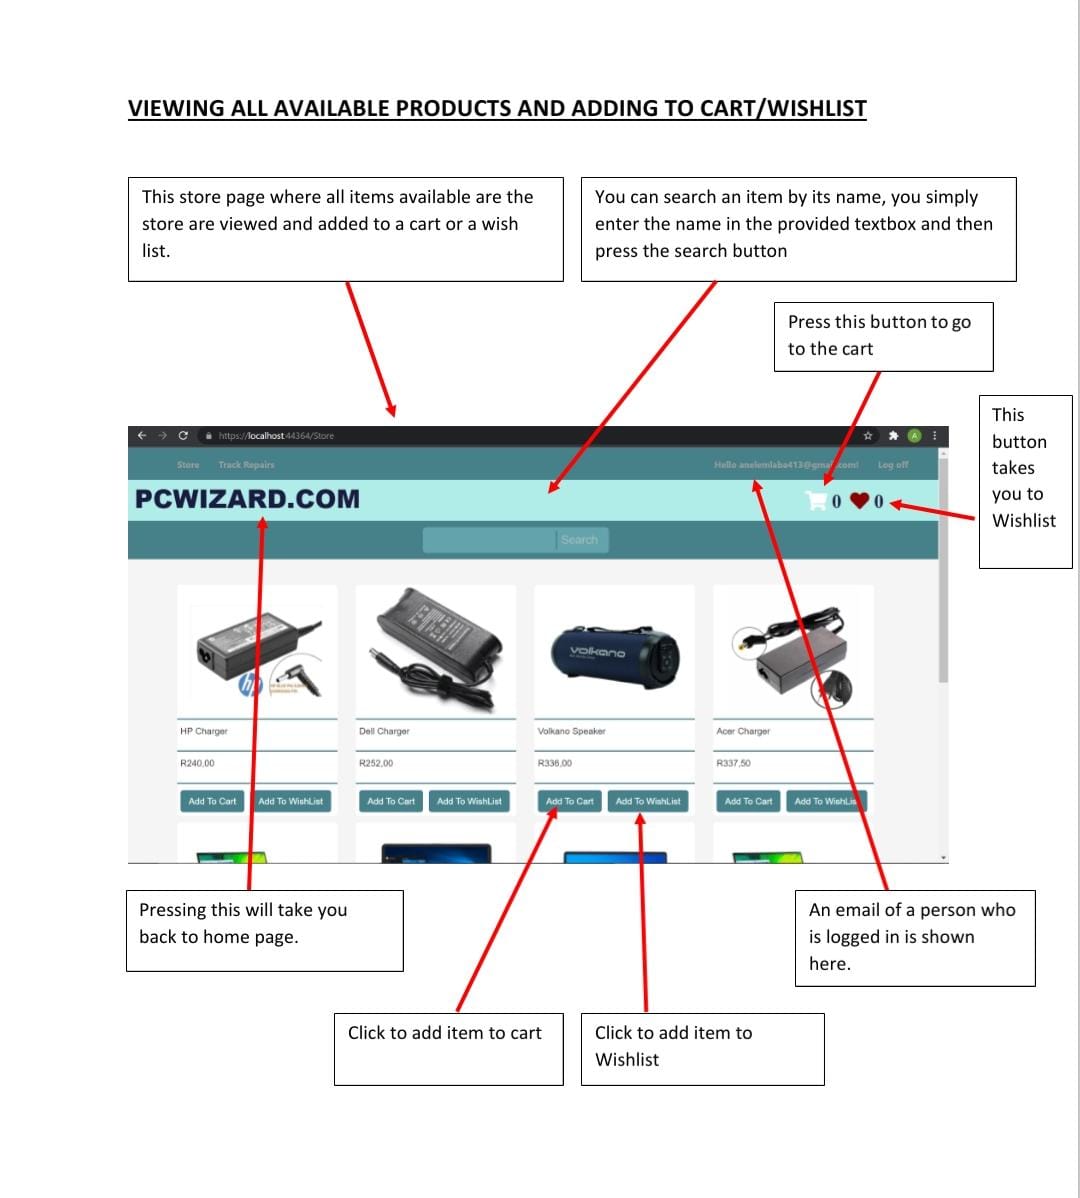 VIEWING ALL AVAILABLE PRODUCTS AND ADDING TO CART/WISHLIST
This store page where all items available are the
store are viewed and added to a cart or a wish
list.
You can search an item by its name, you simply
enter the name in the provided textbox and then
press the search button
Press this button to go
to the cart
This
button
takes
you to
Wishlist
https://localhost:44364/Store
A
Store Track Repairs
Hello Log off
PCWIZARD.COM
0 0
Search
hp
VOLKANO
HP Charger
Dell Charger
Volkano Speaker
Acer Charger
R240,00
R252,00
R336,00
R337,50
Add To Cart Add To WishList
Add To Cart Add To WishList
Add To Cart Add To WishList
Add To Cart Add To WishList
Pressing this will take you
back to home page.
An email of a person who
is logged in is shown
here.
Click to add item to cart
Click to add item to
Wishlist